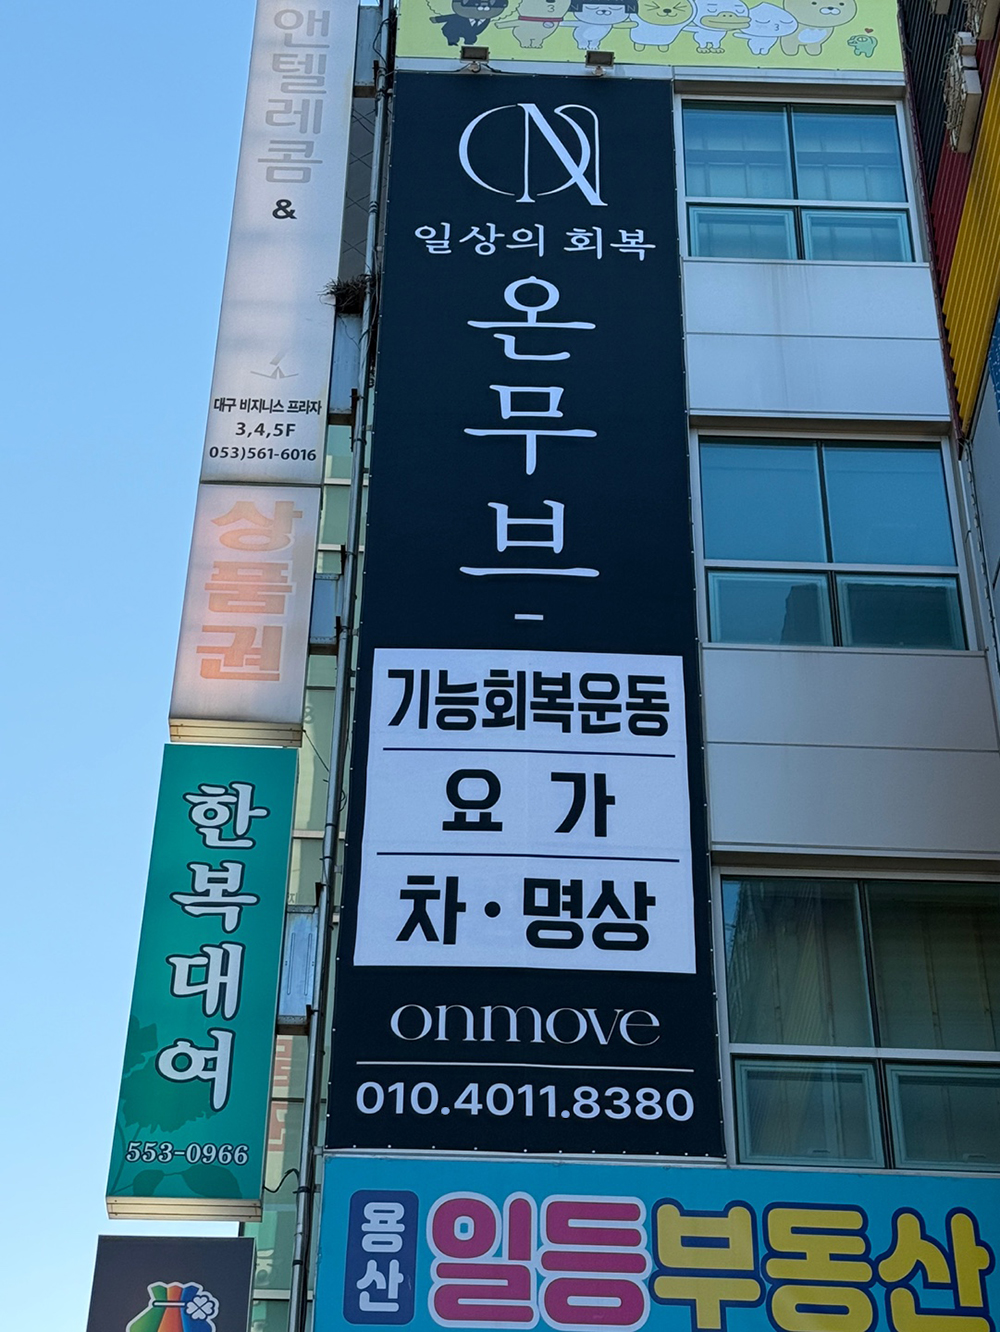 앤텔레콤
&
대구 비지니스 프라자
3,4,5F
053)561-6016
상품권
한복대여
553-0966
ON
일상의 회복
온무브
기능회복운동
요가
차·명상
onmove
010.4011.8380
용산
일등부동산